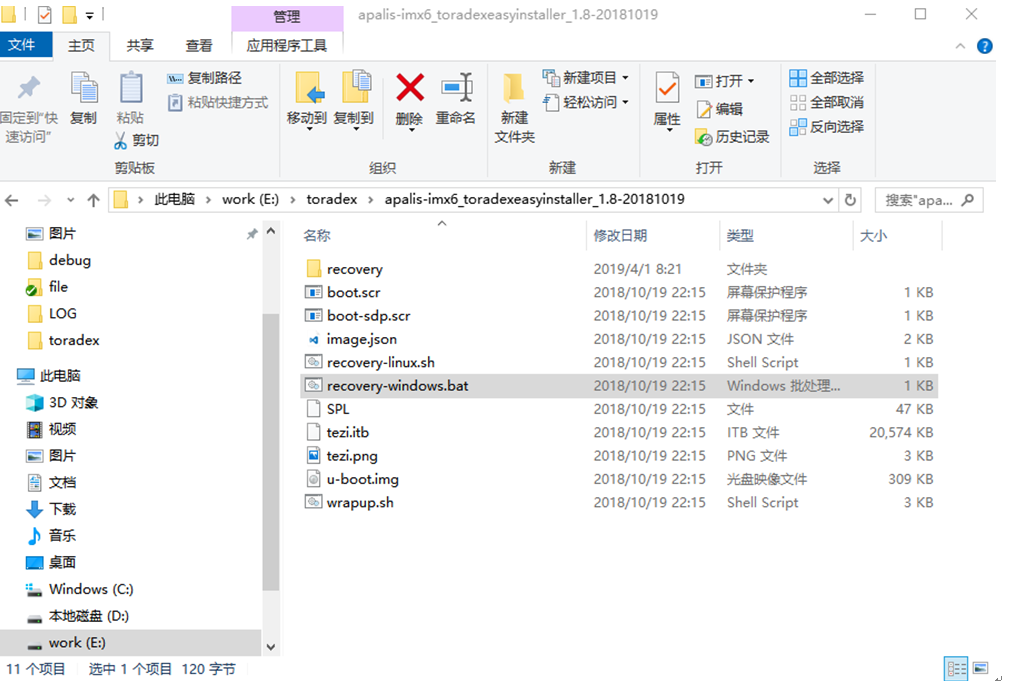 管理
apalis-imx6_toradexeasyinstaller_1.8-20181019
文件
主页
共享
查看
应用程序工具
固定到"快速访问"
复制
粘贴
复制路径
粘贴快捷方式
剪切
剪贴板
移动到
复制到
删除
重命名
组织
新建
文件夹
新建项目
轻松访问
新建
属性
打开
编辑
历史记录
打开
全部选择
全部取消
反向选择
选择
此电脑 › work (E:) › toradex › apalis-imx6_toradexeasyinstaller_1.8-20181019
搜索"apa...
图片
debug
file
LOG
toradex
此电脑
3D 对象
视频
图片
文档
下载
音乐
桌面
Windows (C:)
本地磁盘 (D:)
work (E:)
名称 修改日期 类型 大小
recovery 2019/4/1 8:21 文件夹
boot.scr 2018/10/19 22:15 屏幕保护程序 1 KB
boot-sdp.scr 2018/10/19 22:15 屏幕保护程序 1 KB
image.json 2018/10/19 22:15 JSON 文件 2 KB
recovery-linux.sh 2018/10/19 22:15 Shell Script 1 KB
recovery-windows.bat 2018/10/19 22:15 Windows 批处理... 1 KB
SPL 2018/10/19 22:15 文件 47 KB
tezi.itb 2018/10/19 22:15 ITB 文件 20,574 KB
tezi.png 2018/10/19 22:15 PNG 文件 3 KB
u-boot.img 2018/10/19 22:15 光盘映像文件 309 KB
wrapup.sh 2018/10/19 22:15 Shell Script 3 KB
11 个项目 选中 1 个项目 120 字节